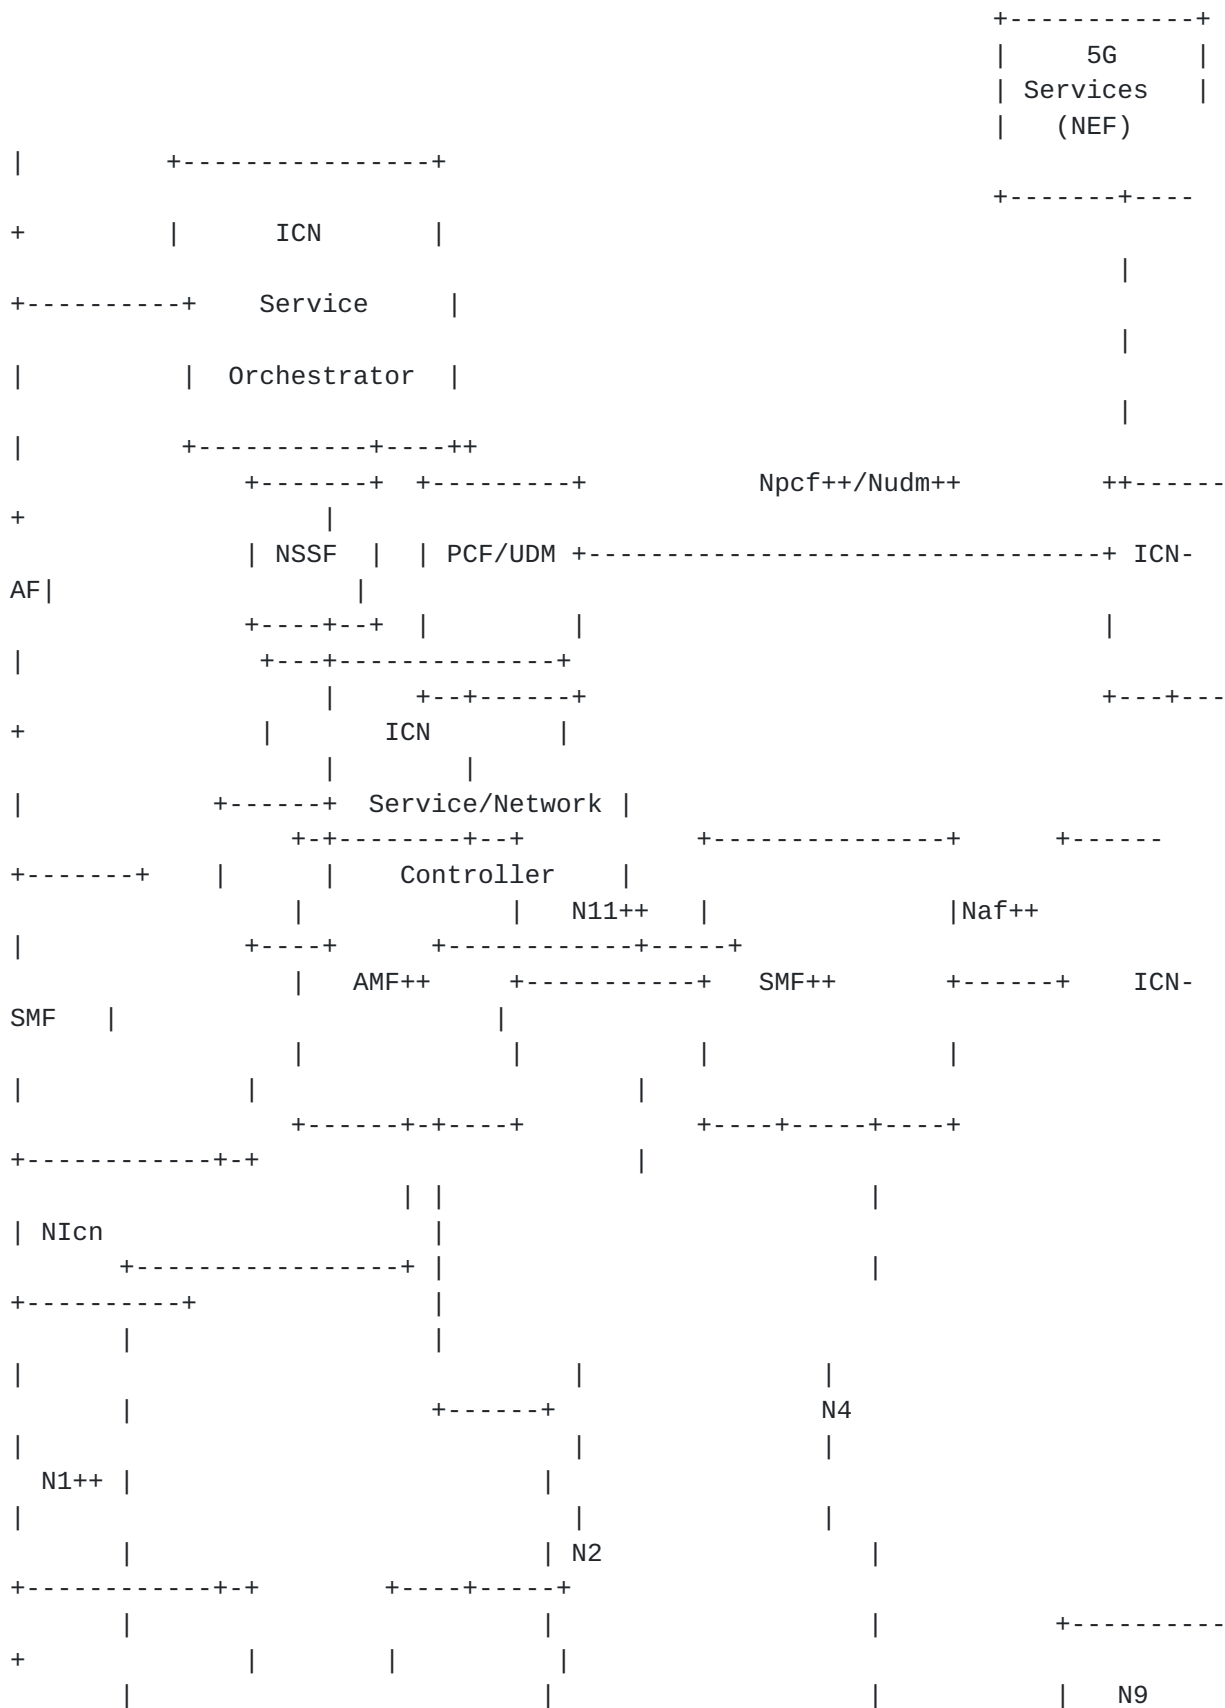 +------------+
| 5G |
| Services |
| (NEF)
| +----------------+
+-------+----
+ | ICN |
|
+----------+ Service |
|
| | Orchestrator |
|
| +-----------+----++
+-------+ +---------+ Npcf++/Nudm++ ++------
+ |
| NSSF | | PCF/UDM +---------------------------------+ ICN-
AF| |
+----+--+ | | |
| +---+--------------+
| +--+------+ +---+---
+ | ICN |
| |
| +------+ Service/Network |
+-+--------+--+ +---------------+ +------
+-------+ | | Controller |
| | N11++ | |Naf++
| +----+ +------------+-----+
| AMF++ +-----------+ SMF++ +------+ ICN-
SMF | |
| | | |
| | |
+------+-+----+ +----+-----+----+
+------------+-+ |
| | |
| NIcn |
+-----------------+ | |
+----------+ |
| |
| | |
| +------+ N4
| | |
N1++ | |
| | |
| | N2 |
+------------+-+ +----+-----+
| | | +----------
+ | | |
| | | | N9